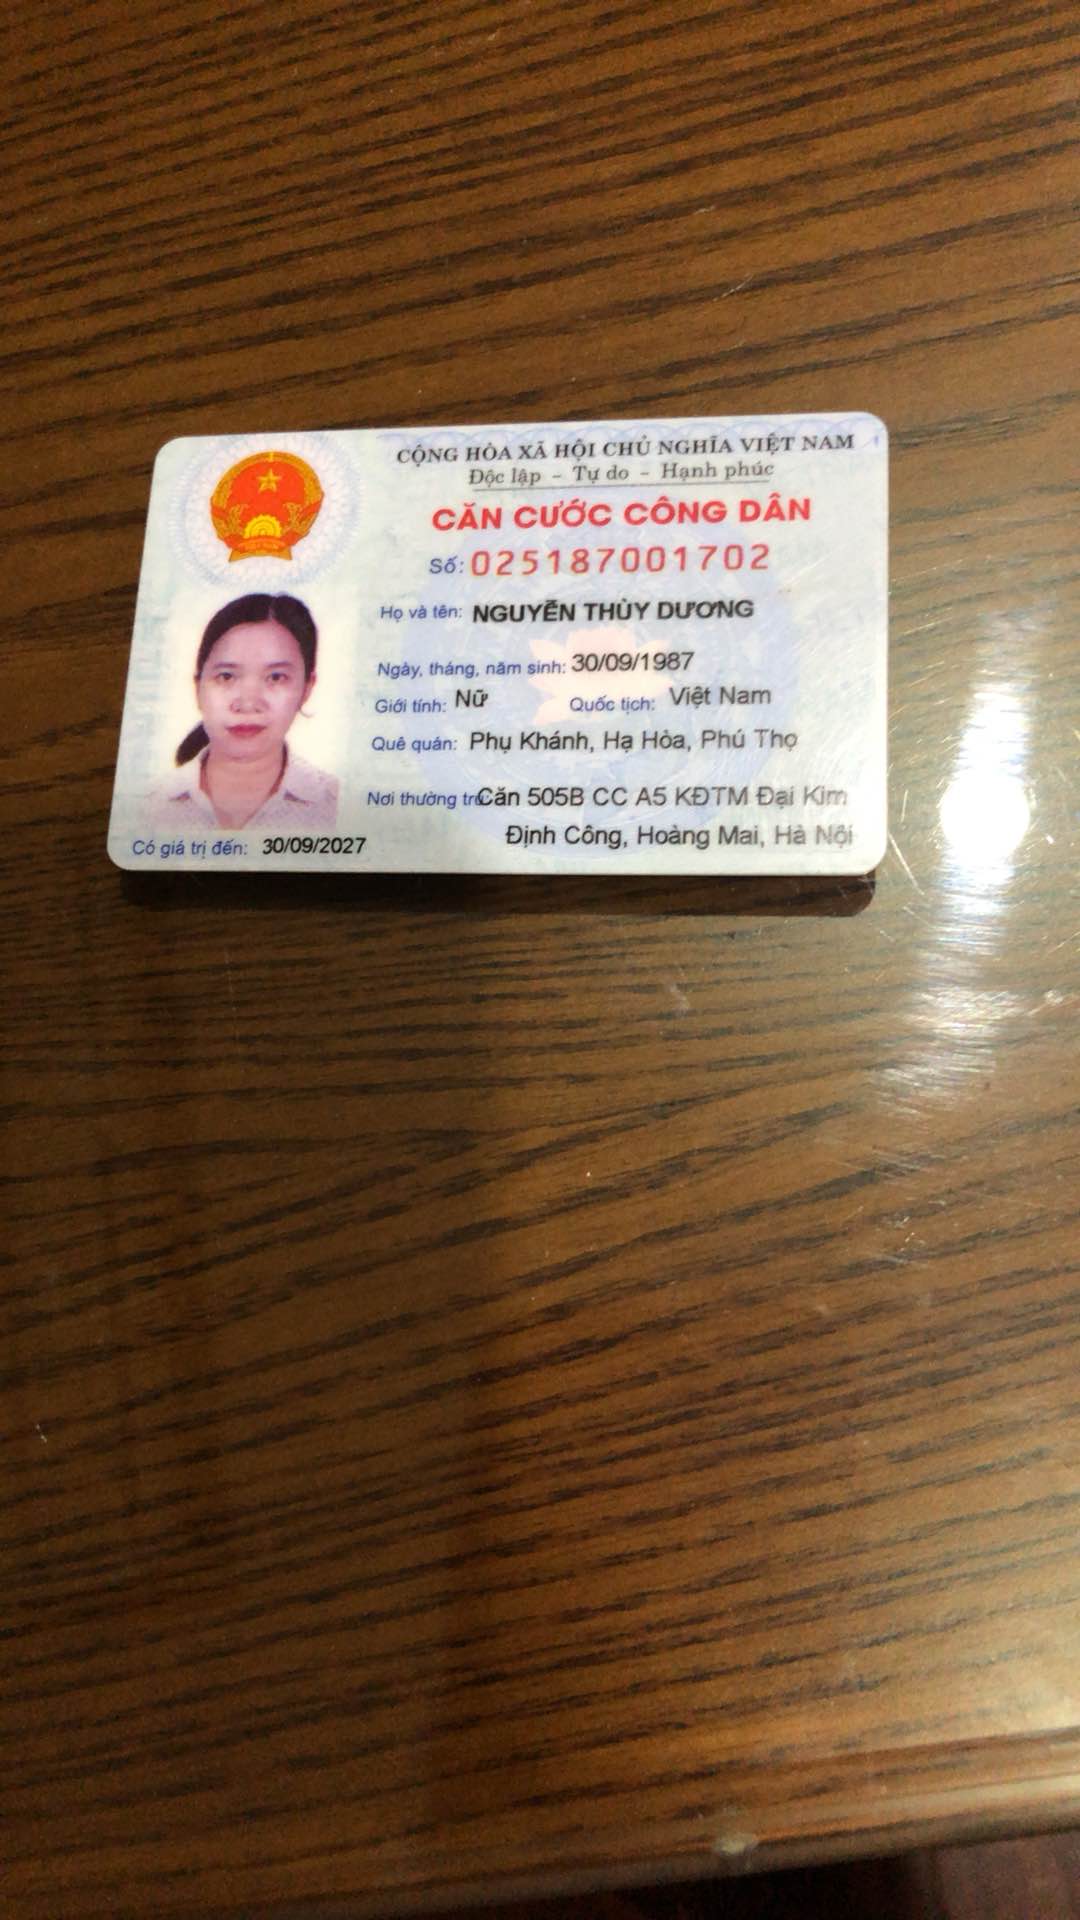 CỘNG HÒA XÃ HỘI CHỦ NGHĨA VIỆT NAM
Độc lập - Tự do - Hạnh phúc
CĂN CƯỚC CÔNG DÂN
Số: 025187001702
Họ và tên: NGUYỄN THÙY DƯƠNG
Ngày, tháng, năm sinh: 30/09/1987
Giới tính: Nữ Quốc tịch: Việt Nam
Quê quán: Phụ Khánh, Hạ Hòa, Phú Thọ
Nơi thường trú: Căn 505B CC A5 KĐTM Đại Kim
Định Công, Hoàng Mai, Hà Nội
Có giá trị đến: 30/09/2027